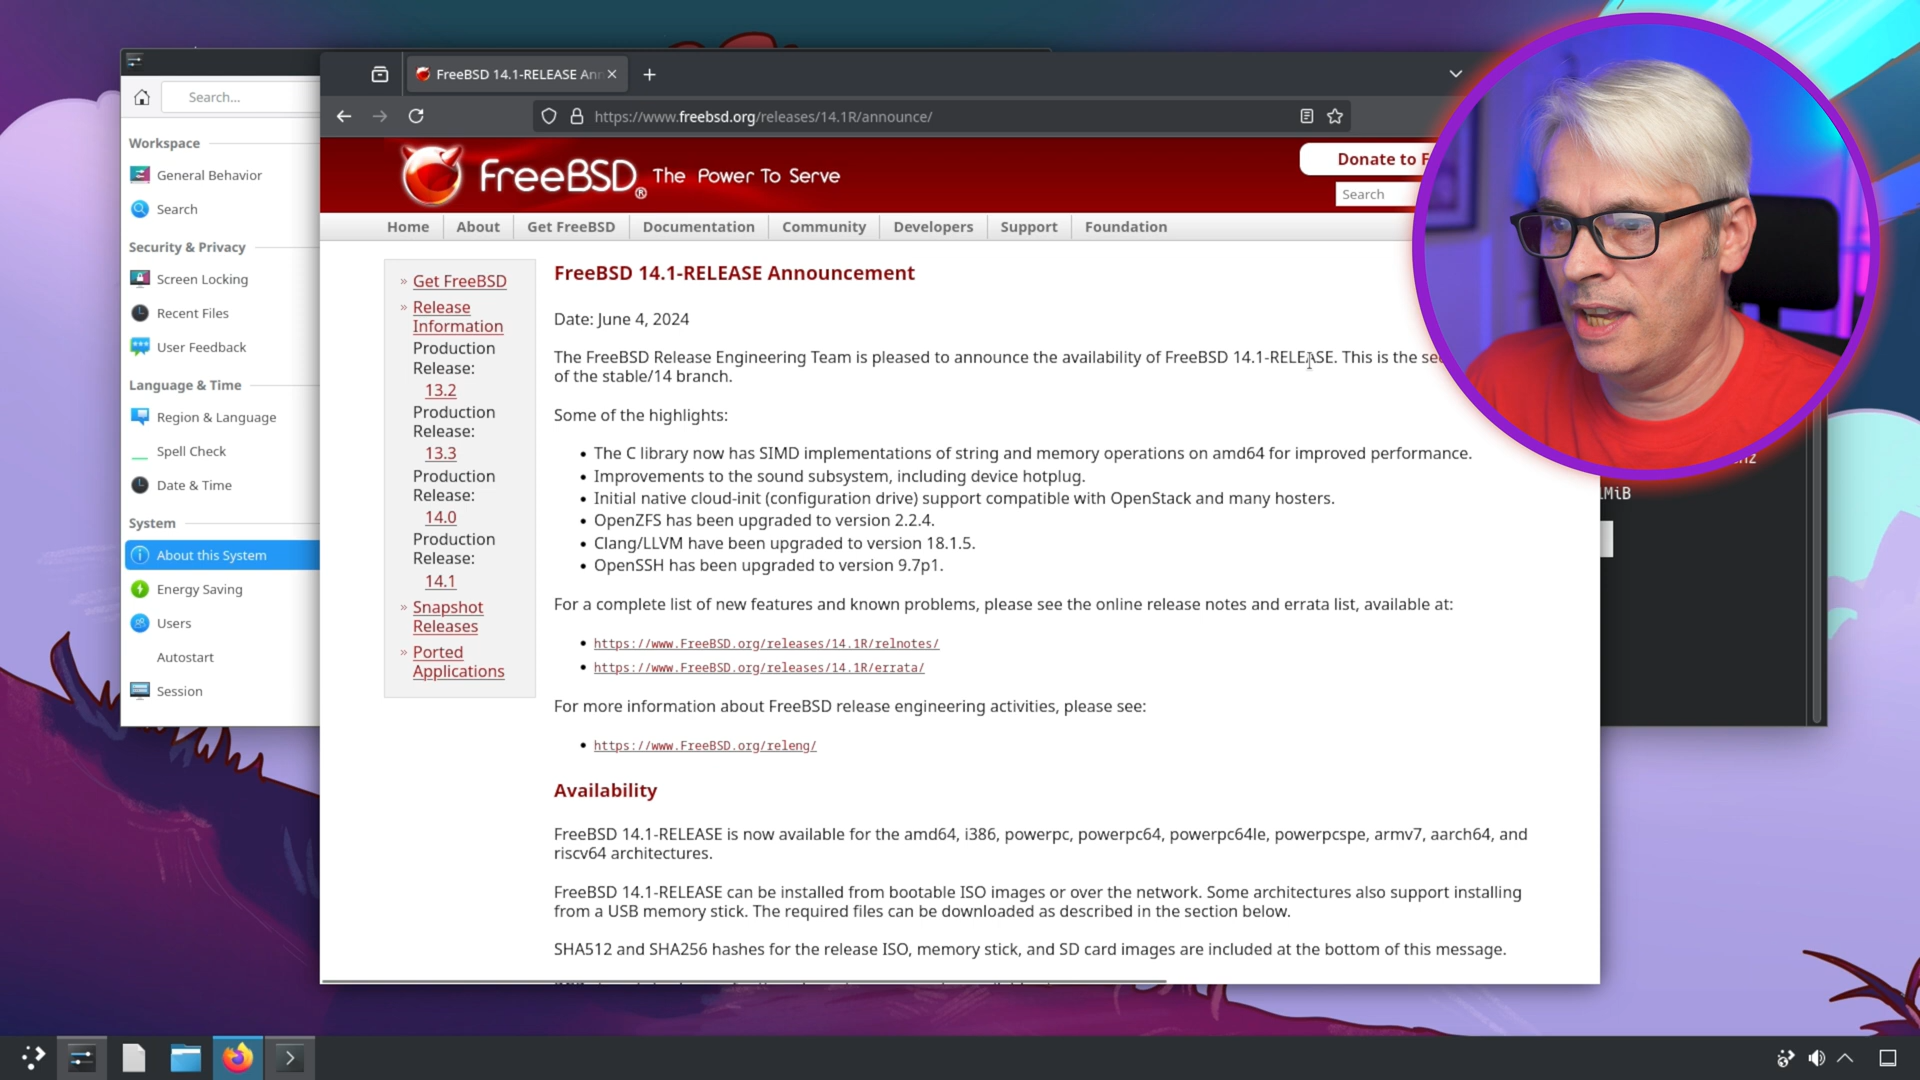 FreeBSD 14.1-RELEASE Ann
https://www.freebsd.org/releases/14.1R/announce/
Search...
Workspace
General Behavior
Search
Security & Privacy
Screen Locking
Recent Files
User Feedback
Language & Time
Region & Language
Spell Check
Date & Time
System
About this System
Energy Saving
Users
Autostart
Session
FreeBSD® The Power To Serve
Donate to F
Search
Home
About
Get FreeBSD
Documentation
Community
Developers
Support
Foundation
» Get FreeBSD
» Release
Information
Production
Release:
13.2
Production
Release:
13.3
Production
Release:
14.0
Production
Release:
14.1
» Snapshot
Releases
» Ported
Applications
FreeBSD 14.1-RELEASE Announcement
Date: June 4, 2024
The FreeBSD Release Engineering Team is pleased to announce the availability of FreeBSD 14.1-RELEASE. This is the se
of the stable/14 branch.
Some of the highlights:
• The C library now has SIMD implementations of string and memory operations on amd64 for improved performance.
• Improvements to the sound subsystem, including device hotplug.
• Initial native cloud-init (configuration drive) support compatible with OpenStack and many hosters.
• OpenZFS has been upgraded to version 2.2.4.
• Clang/LLVM have been upgraded to version 18.1.5.
• OpenSSH has been upgraded to version 9.7p1.
For a complete list of new features and known problems, please see the online release notes and errata list, available at:
• https://www.FreeBSD.org/releases/14.1R/relnotes/
• https://www.FreeBSD.org/releases/14.1R/errata/
For more information about FreeBSD release engineering activities, please see:
• https://www.FreeBSD.org/releng/
Availability
FreeBSD 14.1-RELEASE is now available for the amd64, i386, powerpc, powerpc64, powerpc64le, powerpcspe, armv7, aarch64, and
riscv64 architectures.
FreeBSD 14.1-RELEASE can be installed from bootable ISO images or over the network. Some architectures also support installing
from a USB memory stick. The required files can be downloaded as described in the section below.
SHA512 and SHA256 hashes for the release ISO, memory stick, and SD card images are included at the bottom of this message.
MiB